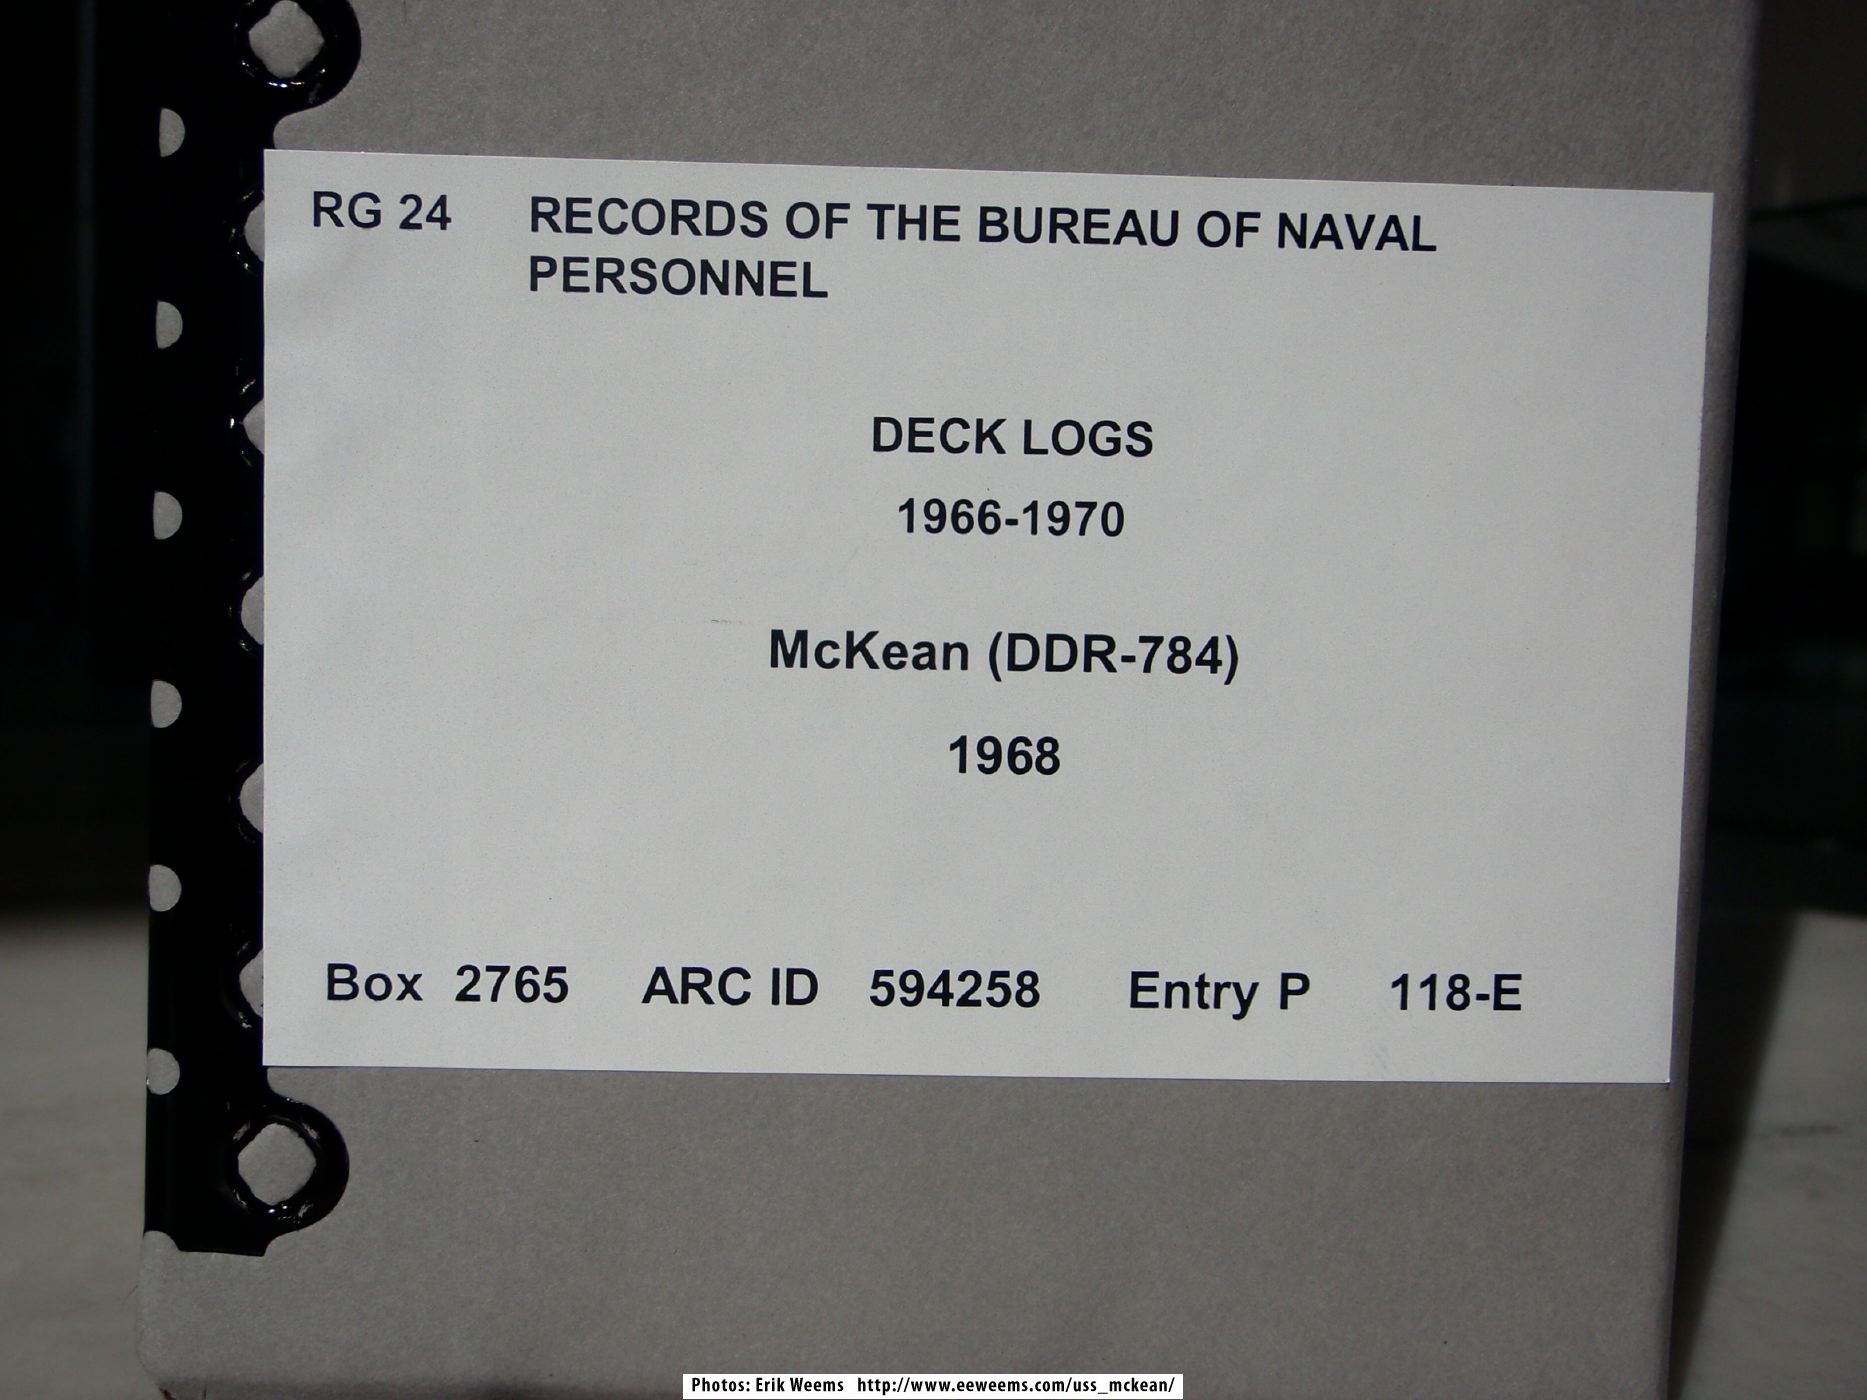 RG 24 RECORDS OF THE BUREAU OF NAVAL
PERSONNEL
DECK LOGS
1966-1970
McKean (DDR-784)
1968
Box 2765 ARC ID 594258 Entry P 118-E
Photos: Erik Weems http://www.eeweems.com/uss_mckean/